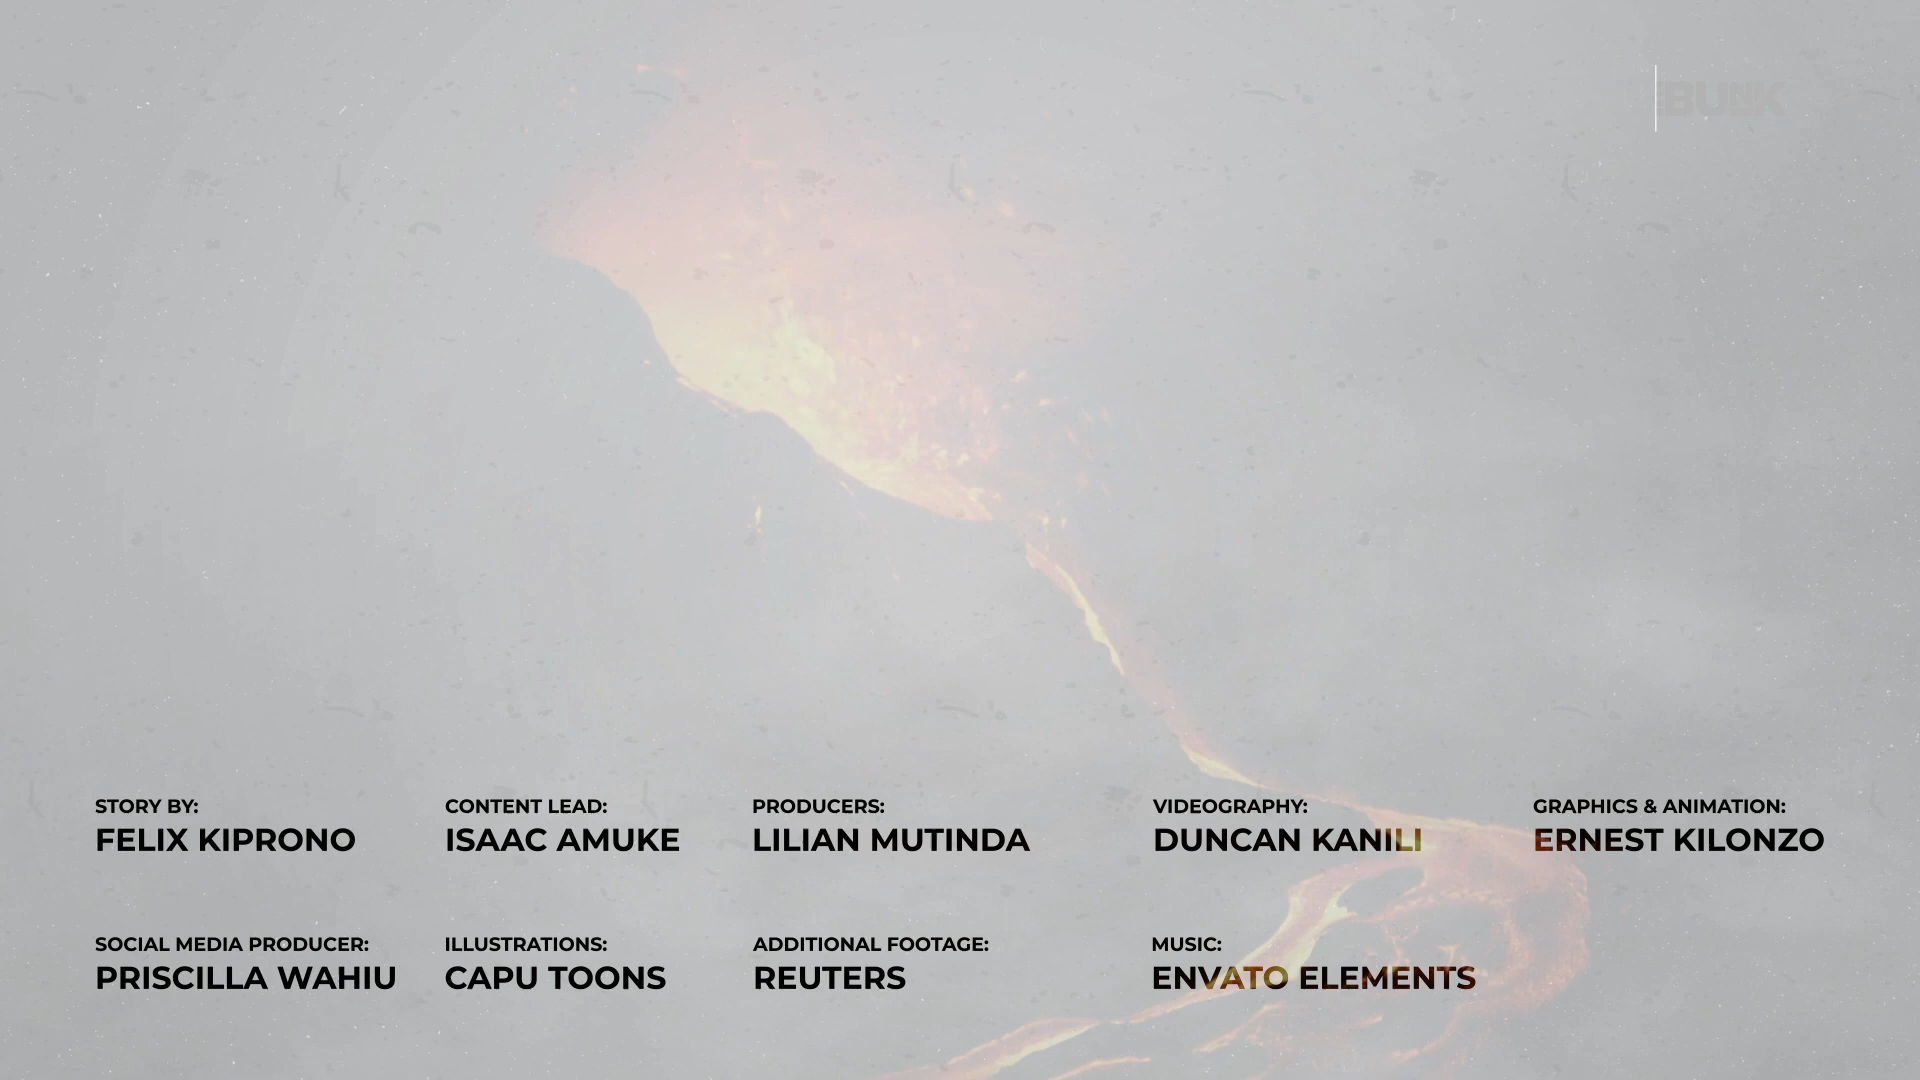 BUNK
STORY BY:
FELIX KIPRONO
CONTENT LEAD:
ISAAC AMUKE
PRODUCERS:
LILIAN MUTINDA
VIDEOGRAPHY:
DUNCAN KANILI
GRAPHICS & ANIMATION:
ERNEST KILONZO
SOCIAL MEDIA PRODUCER:
PRISCILLA WAHIU
ILLUSTRATIONS:
CAPU TOONS
ADDITIONAL FOOTAGE:
REUTERS
MUSIC:
ENVATO ELEMENTS